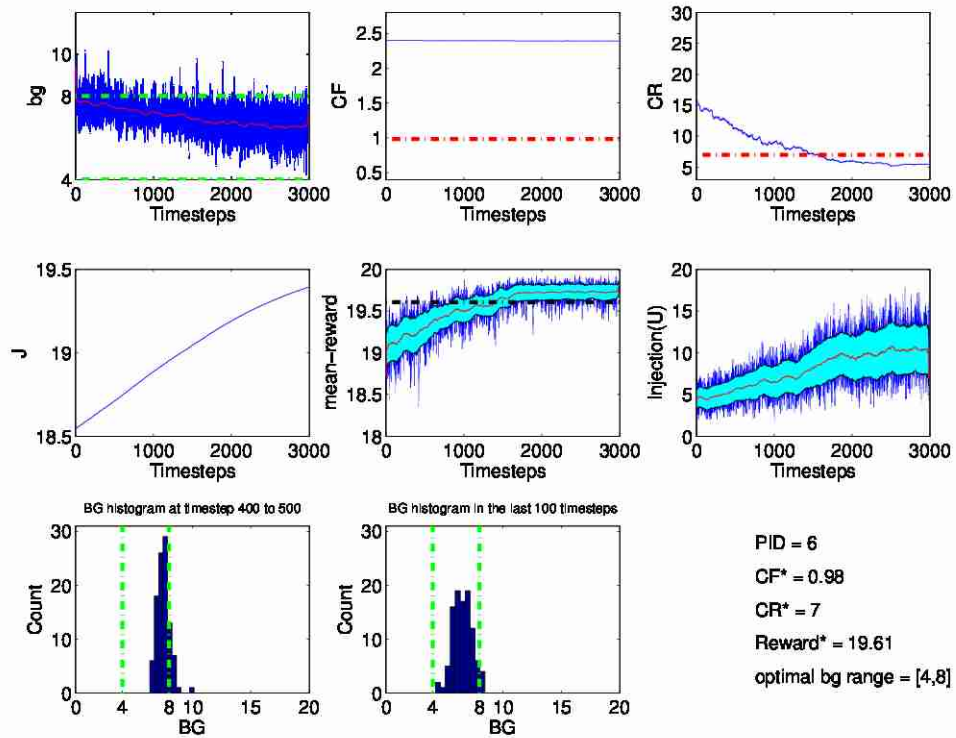 bg
10
8
6
4
0 1000 2000 3000
Timesteps
CF
2.5
2
1.5
1
0.5
0 1000 2000 3000
Timesteps
CR
30
25
20
15
10
5
0 1000 2000 3000
Timesteps
J
19.5
19
18.5
0 1000 2000 3000
Timesteps
mean-reward
20
19.5
19
18.5
18
0 1000 2000 3000
Timesteps
Injection(U)
25
20
15
10
5
0
0 1000 2000 3000
Timesteps
BG histogram at timestep 400 to 500
Count
30
20
10
0
0 4 8 10 20
BG
BG histogram in the last 100 timesteps
Count
30
20
10
0
0 4 8 10 20
BG
PID = 6
CF* = 0.98
CR* = 7
Reward* = 19.61
optimal bg range = [4,8]